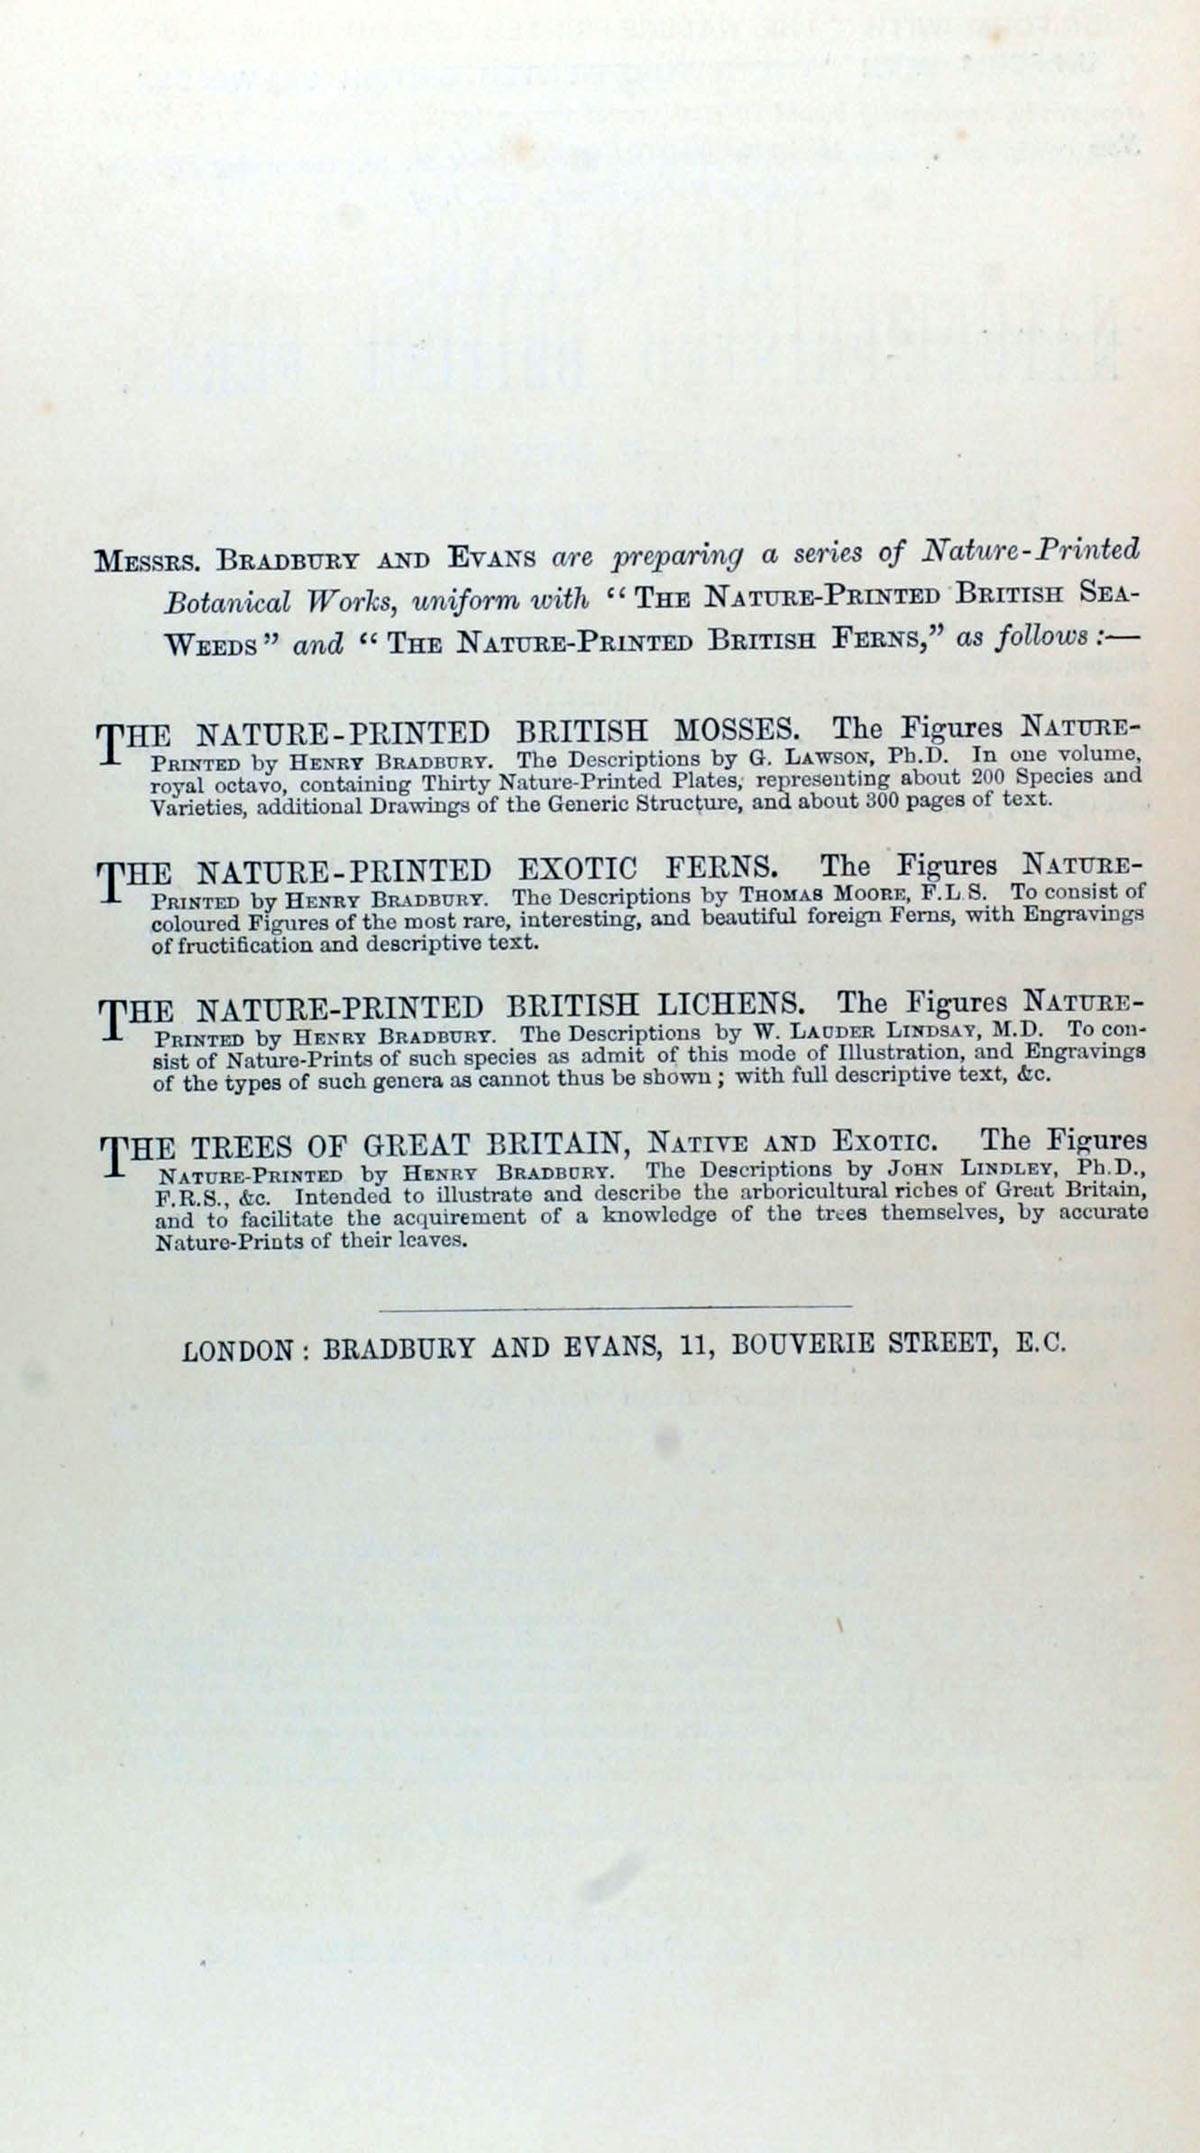 MESSRS. BRADBURY AND EVANS are preparing a series of Nature-Printed
Botanical Works, uniform with “THE NATURE-PRINTED BRITISH SEA-
WEEDS” and “THE NATURE-PRINTED BRITISH FERNS,” as follows:—
THE NATURE-PRINTED BRITISH MOSSES. The Figures NATURE-
PRINTED by HENRY BRADBURY. The Descriptions by G. LAWSON, Ph.D. In one volume,
royal octavo, containing Thirty Nature-Printed Plates, representing about 200 Species and
Varieties, additional Drawings of the Generic Structure, and about 300 pages of text.
THE NATURE-PRINTED EXOTIC FERNS. The Figures NATURE-
PRINTED by HENRY BRADBURY. The Descriptions by THOMAS MOORE, F.L.S. To consist of
coloured Figures of the most rare, interesting, and beautiful foreign Ferns, with Engravings
of fructification and descriptive text.
THE NATURE-PRINTED BRITISH LICHENS. The Figures NATURE-
PRINTED by HENRY BRADBURY. The Descriptions by W. LAUDER LINDSAY, M.D. To con-
sist of Nature-Prints of such species as admit of this mode of Illustration, and Engravings
of the types of such genera as cannot thus be shown; with full descriptive text, &c.
THE TREES OF GREAT BRITAIN, NATIVE AND EXOTIC. The Figures
NATURE-PRINTED by HENRY BRADBURY. The Descriptions by JOHN LINDLEY, Ph.D.,
F.R.S., &c. Intended to illustrate and describe the arboricultural riches of Great Britain,
and to facilitate the acquirement of a knowledge of the trees themselves, by accurate
Nature-Prints of their leaves.
LONDON: BRADBURY AND EVANS, 11, BOUVERIE STREET, E.C.